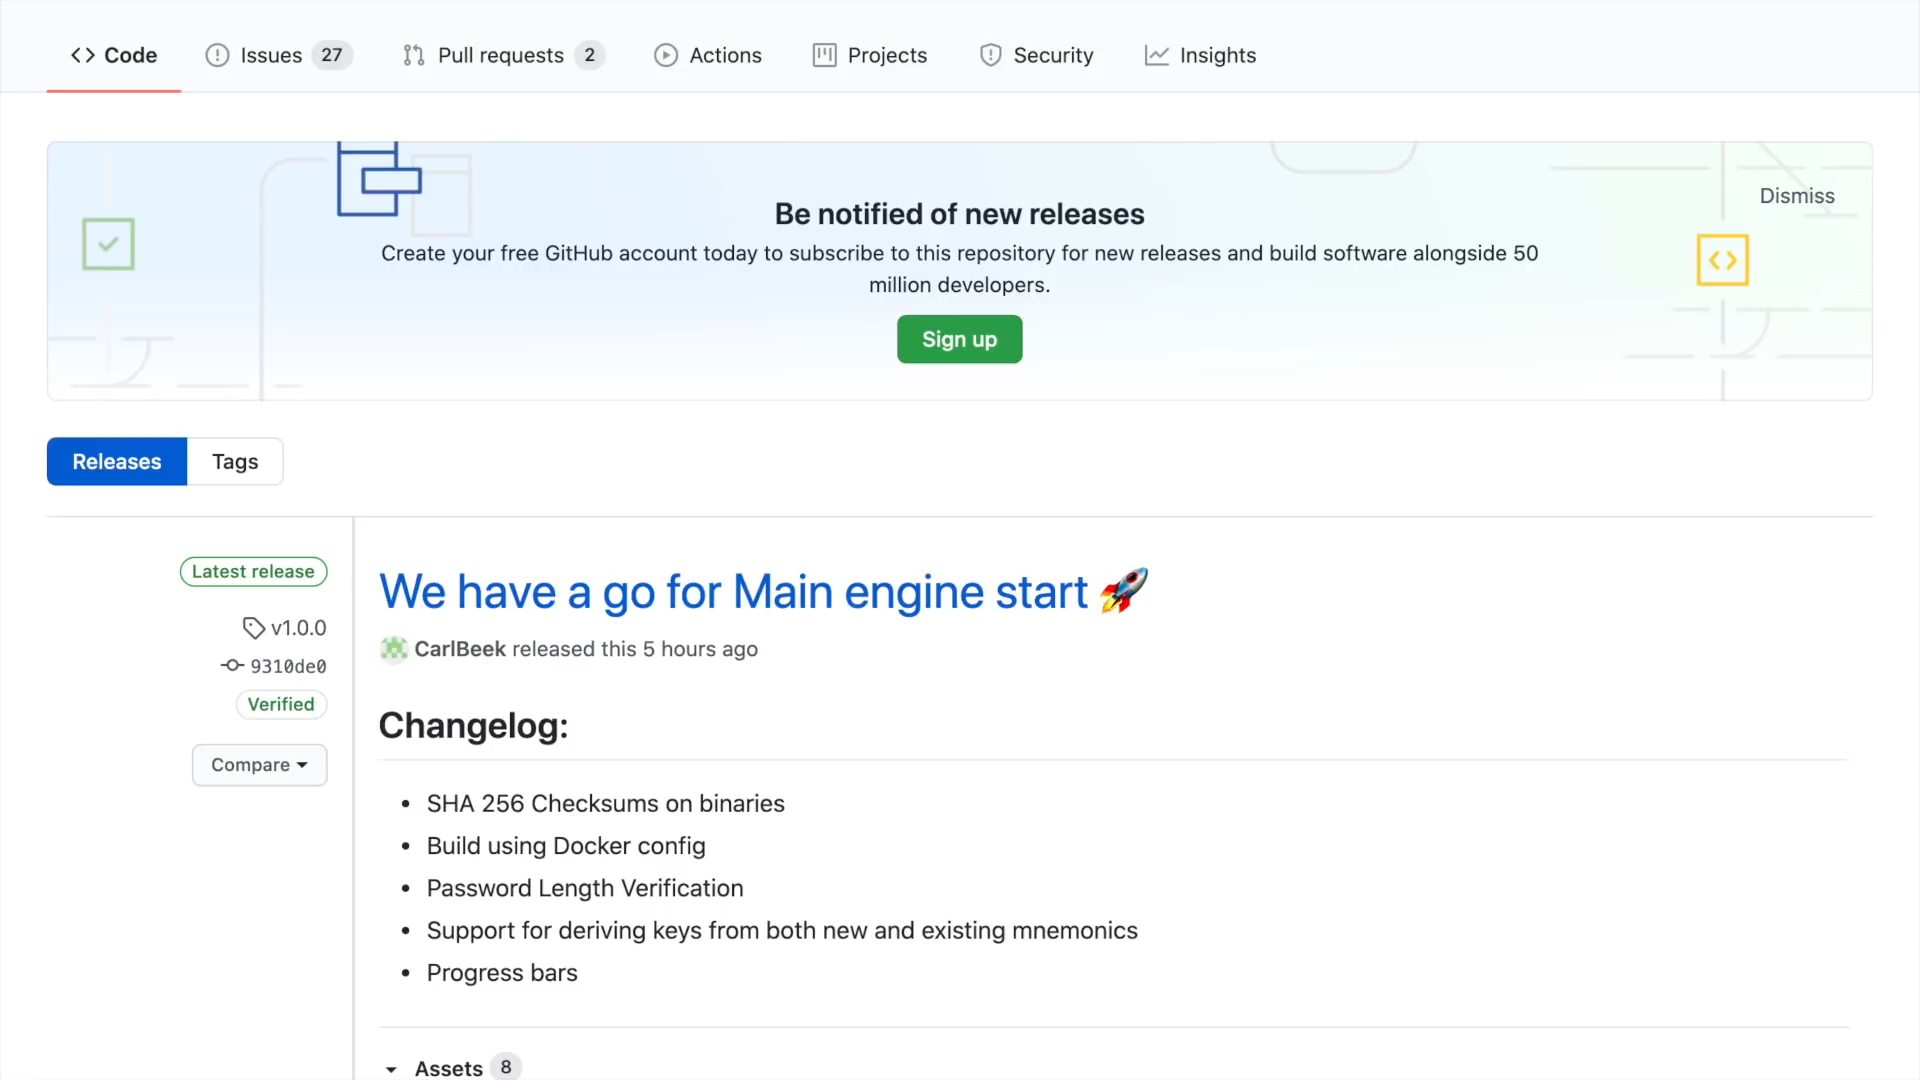 Code Issues 27 Pull requests 2 Actions Projects Security Insights
Be notified of new releases
Dismiss
Create your free GitHub account today to subscribe to this repository for new releases and build software alongside 50
million developers.
Sign up
Releases Tags
Latest release
v1.0.0
9310de0
Verified
Compare
We have a go for Main engine start 🚀
CarlBeek released this 5 hours ago
Changelog:
• SHA 256 Checksums on binaries
• Build using Docker config
• Password Length Verification
• Support for deriving keys from both new and existing mnemonics
• Progress bars
Assets 8